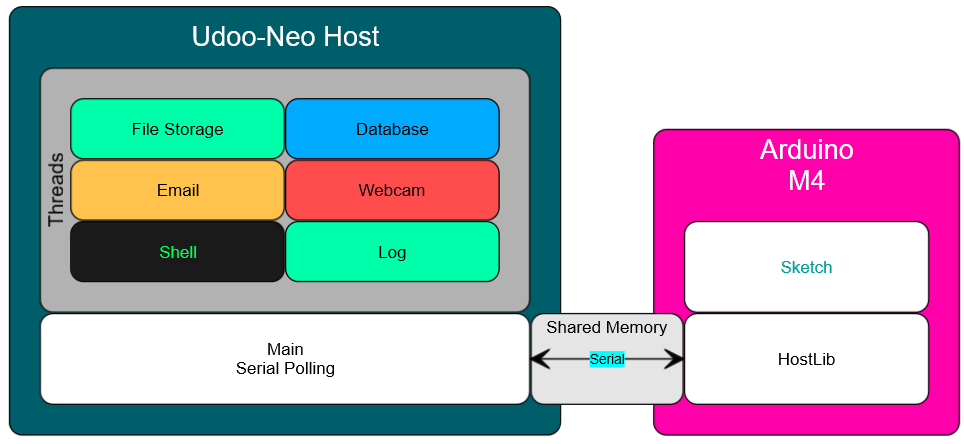 Udoo-Neo Host
Threads
File Storage
Database
Email
Webcam
Shell
Log
Main
Serial Polling
Shared Memory
Serial
Arduino
M4
Sketch
HostLib